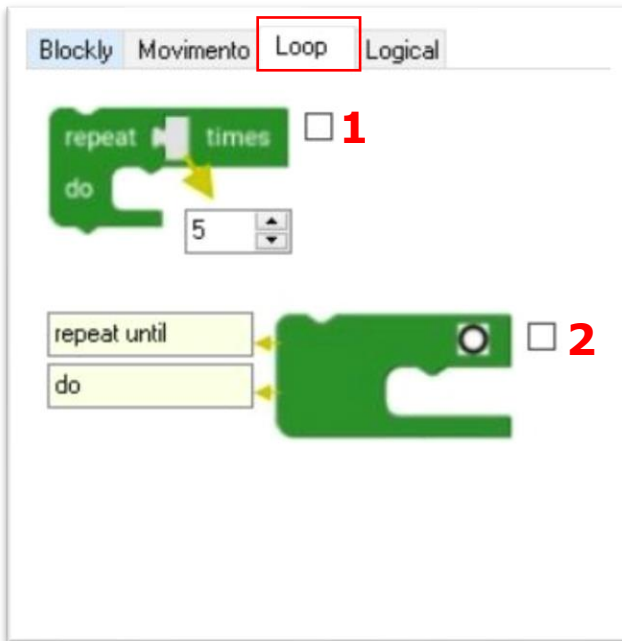 Blockly Movimento Loop Logical
repeat times 1
do
5
repeat until
2
do